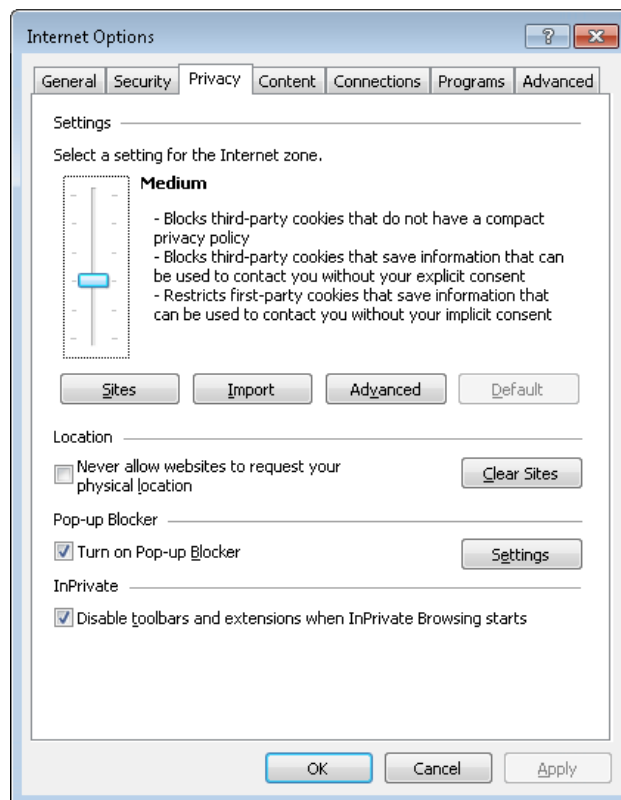 Internet Options
General Security Privacy Content Connections Programs Advanced
Settings
Select a setting for the Internet zone.
Medium
- Blocks third-party cookies that do not have a compact
privacy policy
- Blocks third-party cookies that save information that can
be used to contact you without your explicit consent
- Restricts first-party cookies that save information that
can be used to contact you without your implicit consent
Sites Import Advanced Default
Location
Never allow websites to request your
physical location
Clear Sites
Pop-up Blocker
Turn on Pop-up Blocker
Settings
InPrivate
Disable toolbars and extensions when InPrivate Browsing starts
OK Cancel Apply